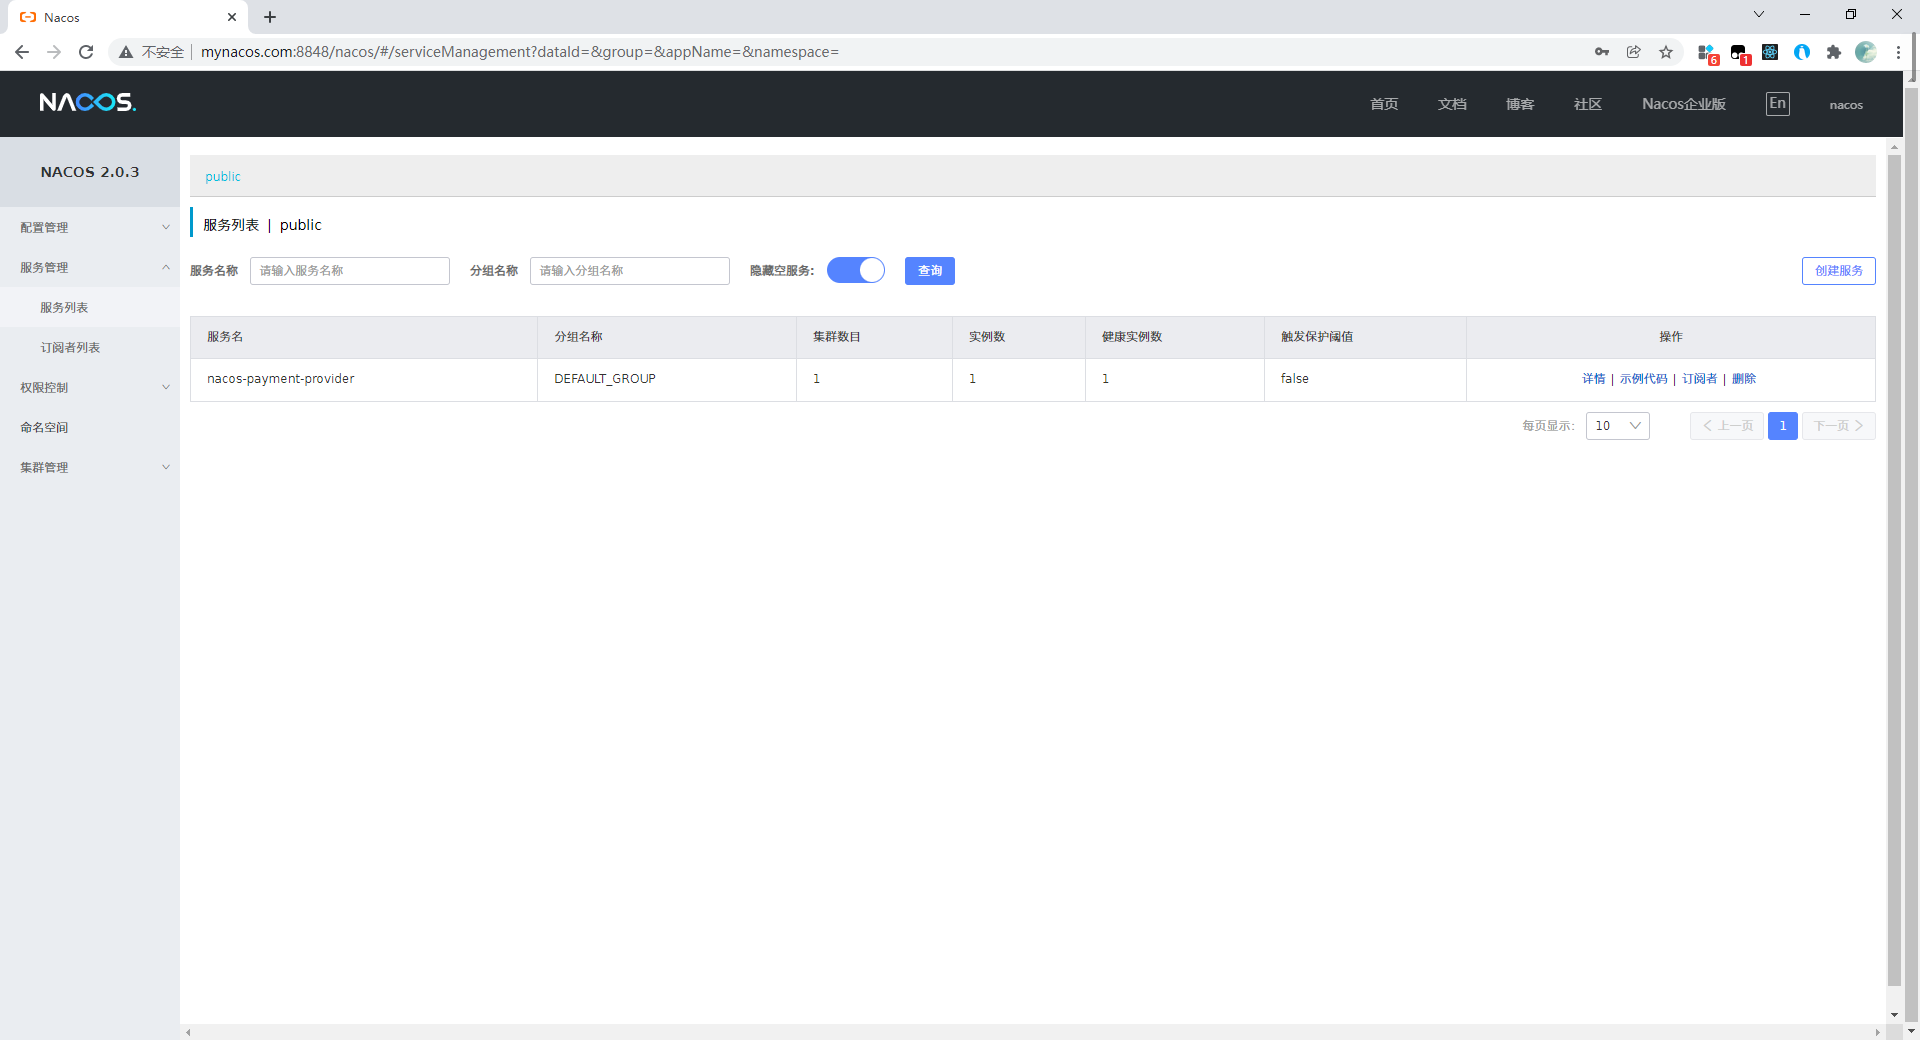 Nacos
不安全 mynacos.com:8848/nacos/#/serviceManagement?dataId=&group=&appName=&namespace=
6
1
NACOS.
首页 文档 博客 社区 Nacos企业版 En nacos
NACOS 2.0.3
配置管理
服务管理
服务列表
订阅者列表
权限控制
命名空间
集群管理
public
服务列表 | public
服务名称 请输入服务名称 分组名称 请输入分组名称 隐藏空服务: 查询 创建服务
服务名 分组名称 集群数目 实例数 健康实例数 触发保护阈值 操作
nacos-payment-provider DEFAULT_GROUP 1 1 1 false 详情 | 示例代码 | 订阅者 | 删除
每页显示: 10 上一页 1 下一页